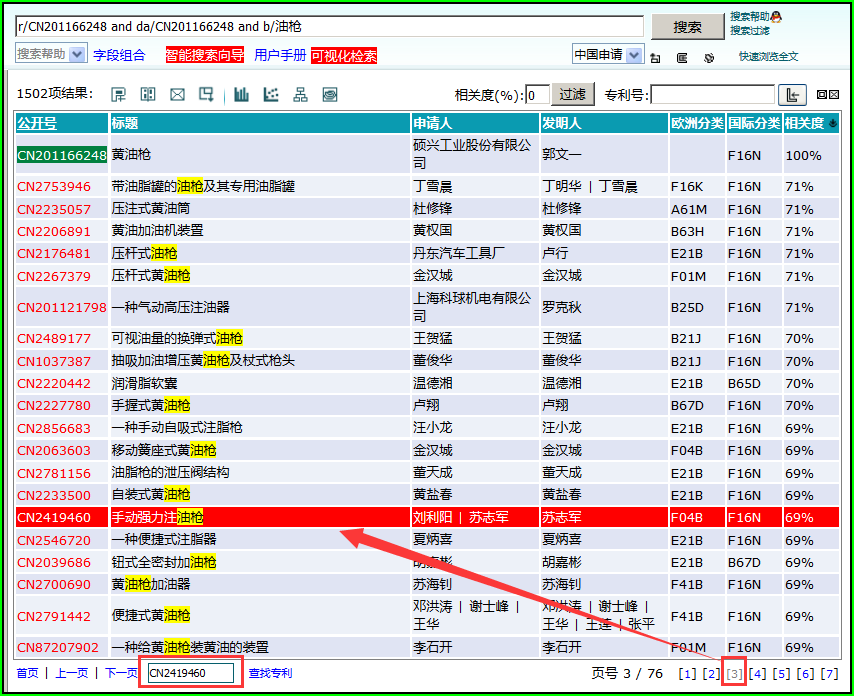 r/CN201166248 and da/CN201166248 and b/油枪 搜索 搜索帮助
搜索过滤
搜索帮助 字段组合 智能搜索向导 用户手册 可视化检索 中国申请 快速浏览全文
1502项结果: 相关度(%): 0 过滤 专利号:
公开号 标题 申请人 发明人 欧洲分类 国际分类 相关度
CN201166248 黄油枪 硕兴工业股份有限公司 郭文一 F16N 100%
CN2753946 带油脂罐的油枪及其专用油脂罐 丁雪晨 丁明华 | 丁雪晨 F16K F16N 71%
CN2235057 压注式黄油筒 杜修锋 杜修锋 A61M F16N 71%
CN2206891 黄油加油机装置 黄权国 黄权国 B63H F16N 71%
CN2176481 压杆式油枪 丹东汽车工具厂 卢行 E21B F16N 71%
CN2267379 压杆式黄油枪 金汉城 金汉城 F01M F16N 71%
CN201121798 一种气动高压注油器 上海科球机电有限公司 罗克秋 B25D F16N 71%
CN2489177 可视油量的换弹式油枪 王贺猛 王贺猛 B21J F16N 70%
CN1037387 抽吸加油增压黄油枪及杖式枪头 董俊华 董俊华 B21J F16N 70%
CN2220442 润滑脂软囊 温德湘 温德湘 E21B B65D 70%
CN2227780 手握式黄油枪 卢翔 卢翔 B67D F16N 70%
CN2856683 一种手动自吸式注脂枪 汪小龙 汪小龙 E21B F16N 69%
CN2063603 移动簧座式黄油枪 金汉城 金汉城 F04B F16N 69%
CN2781156 油脂枪的泄压阀结构 董天成 董天成 E21B F16N 69%
CN2233500 自装式黄油枪 黄盐春 黄盐春 E21B F16N 69%
CN2419460 手动强力注油枪 刘利阳 | 苏志军 苏志军 F04B F16N 69%
CN2546720 一种便捷式注脂器 夏炳喜 夏炳喜 E21B F16N 69%
CN2039686 钮式全密封加油枪 胡嘉彬 胡嘉彬 E21B B67D 69%
CN2700690 黄油枪加油器 苏海钊 苏海钊 F41B F16N 69%
CN2791442 便捷式黄油枪 邓洪涛 | 谢士峰 | 王华 邓洪涛 | 谢士峰 | 王华 | 王莲 | 张平 F41B F16N 69%
CN87207902 一种给黄油枪装黄油的装置 李石开 李石开 F01M F16N 69%
首页 | 上一页 | 下一页 CN2419460 查找专利 页号 3 / 76 [1] [2] [3] [4] [5] [6] [7]